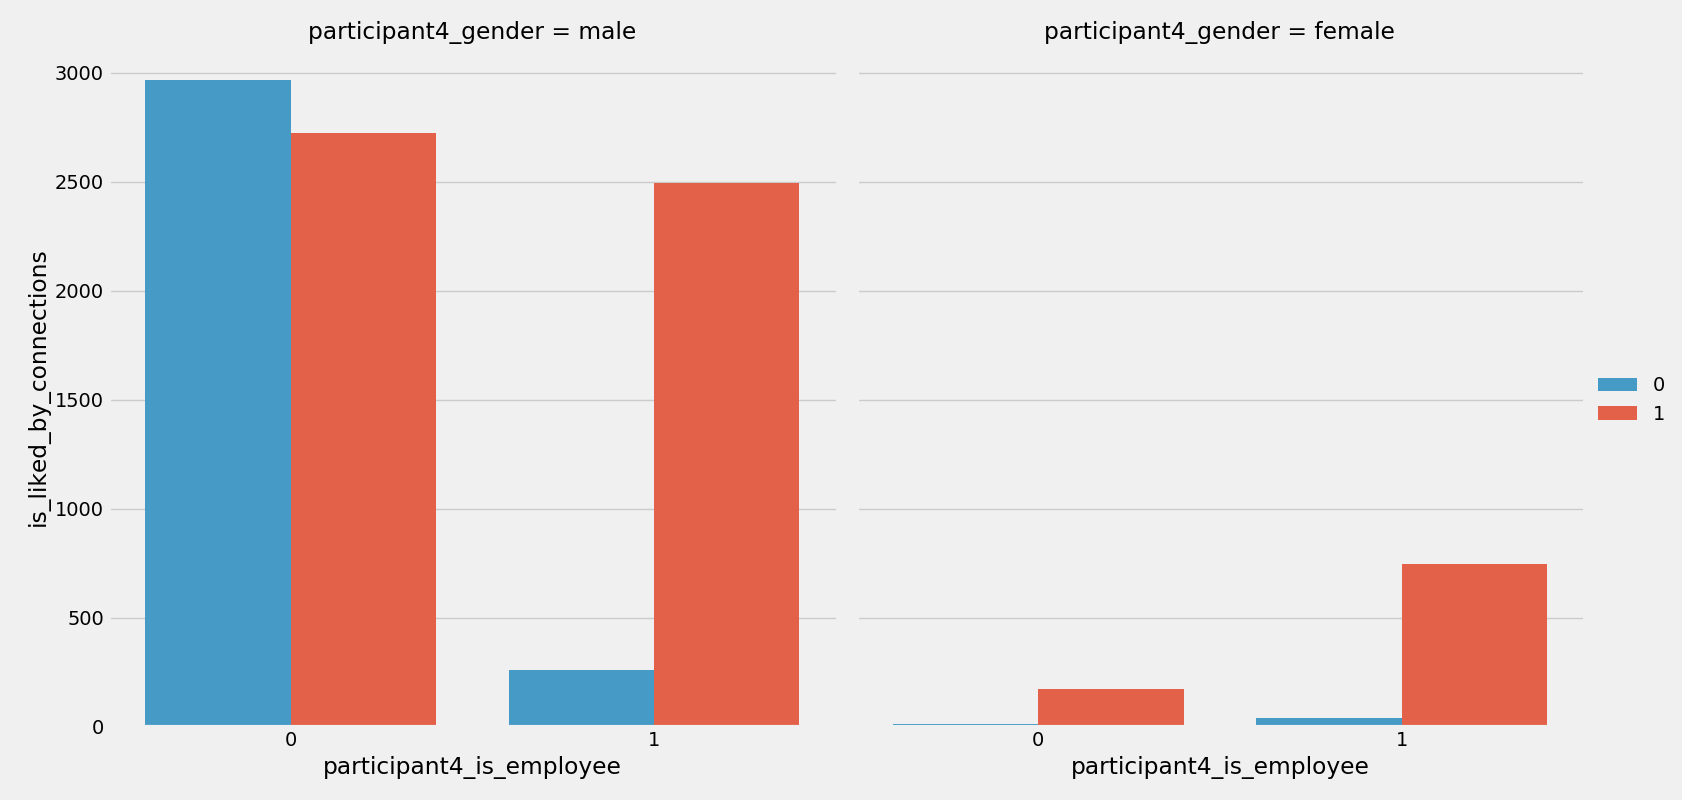 participant4_gender = male
participant4_gender = female
is_liked_by_connections
3000
2500
2000
1500
1000
500
0
0 1
0 1
participant4_is_employee
participant4_is_employee
0
1